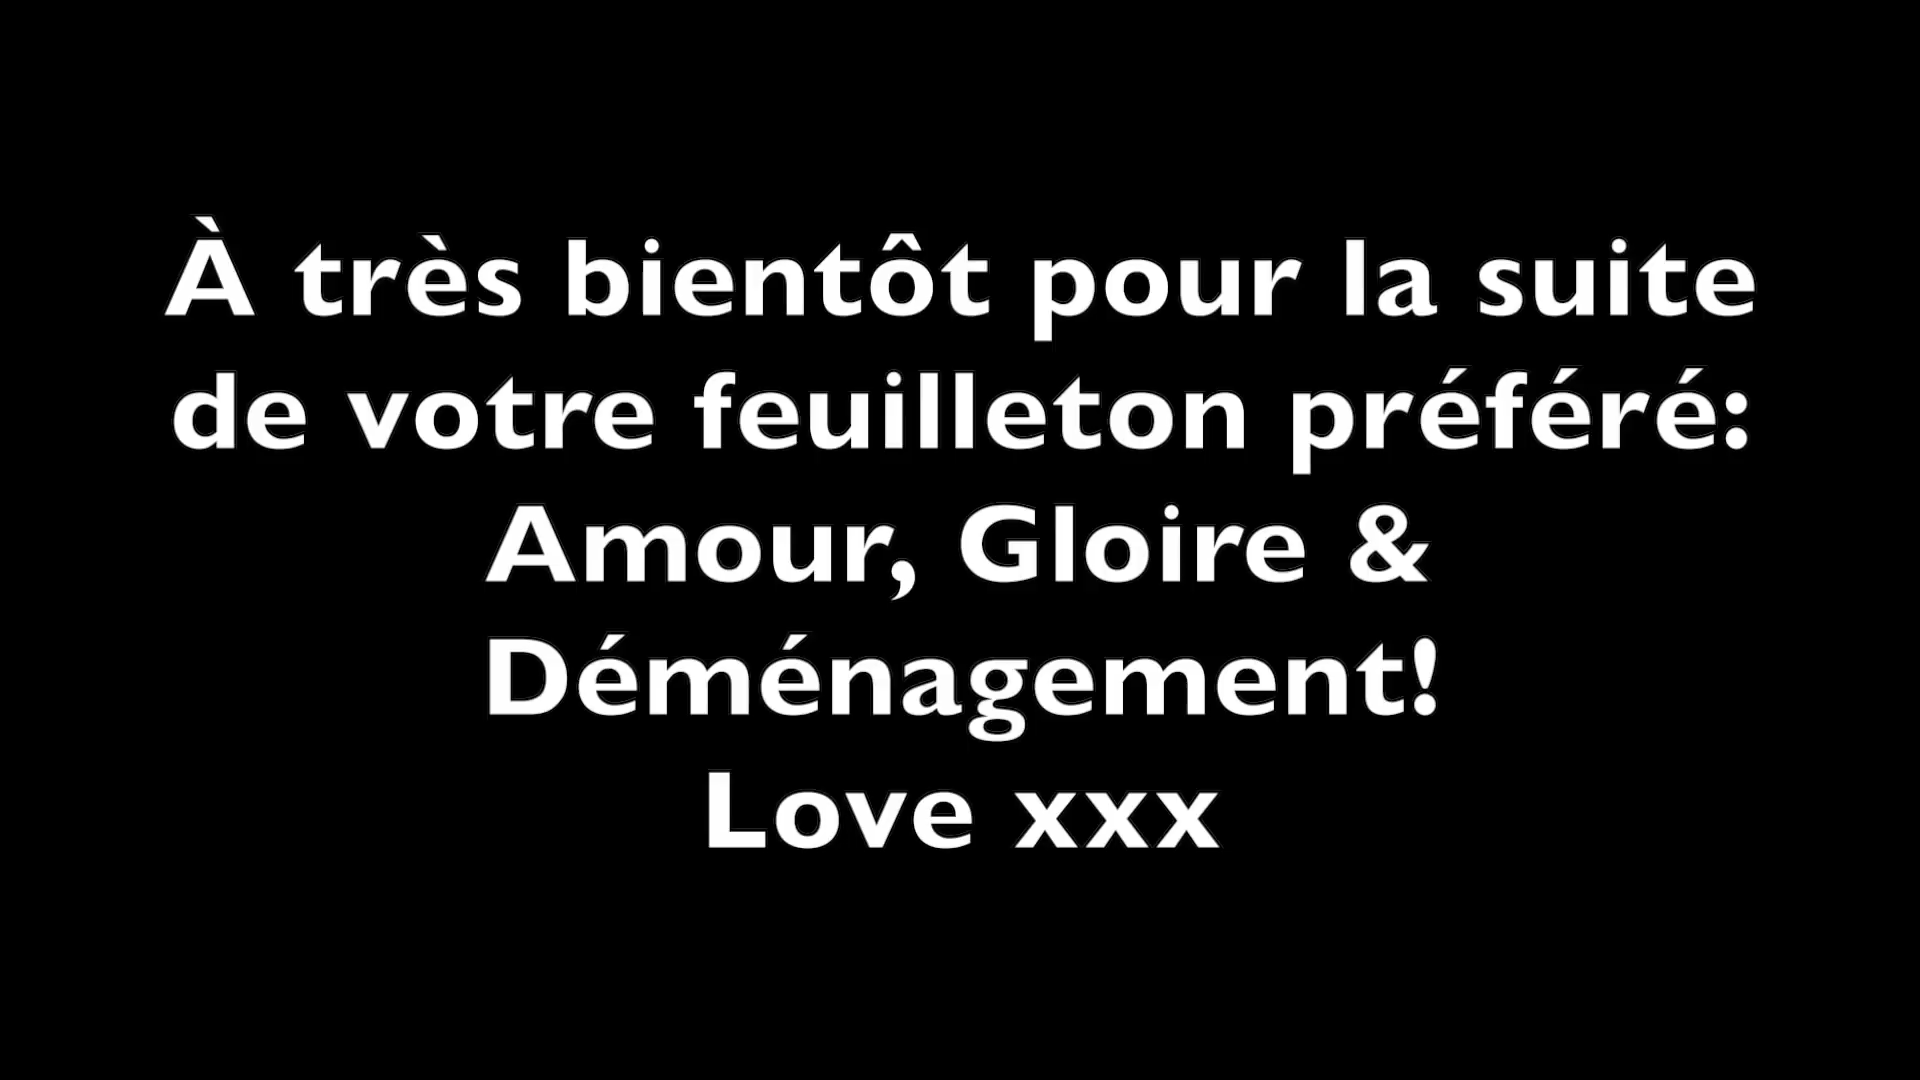 À très bientôt pour la suite
de votre feuilleton préféré:
Amour, Gloire &
Déménagement!
Love xxx